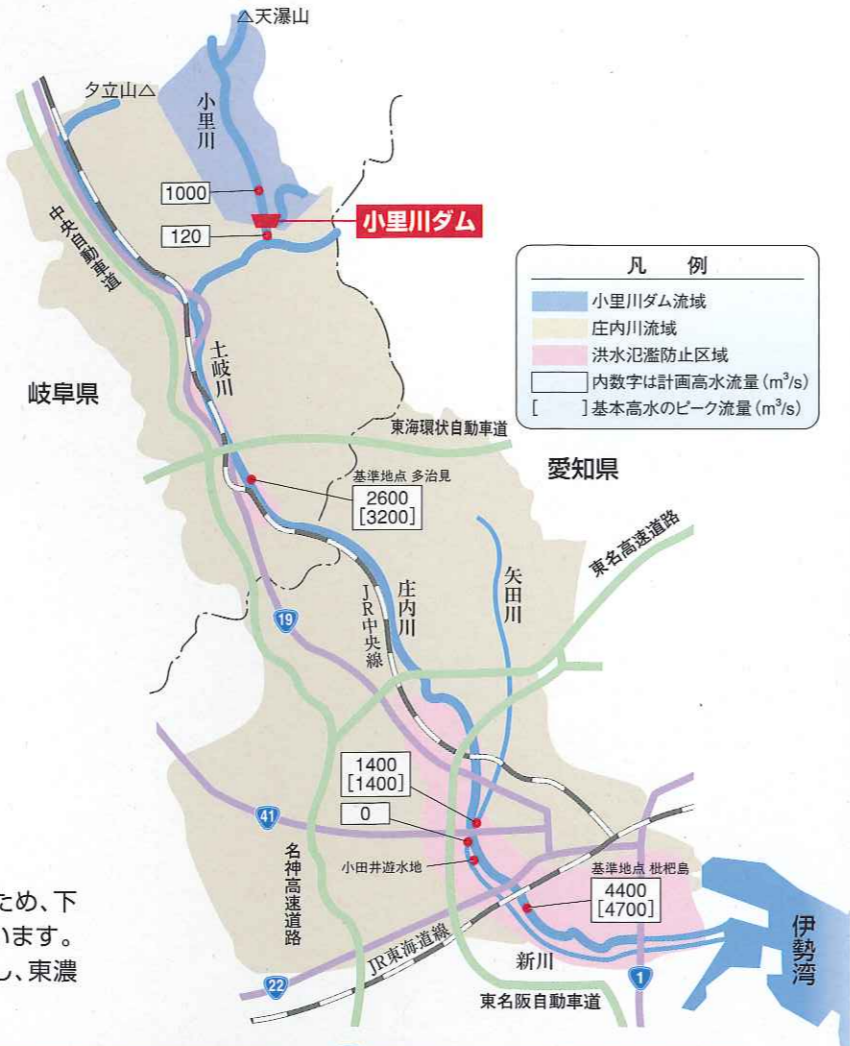 △天瀑山
夕立山△
小里川
1000
120
小里川ダム
中央自動車道
凡 例
小里川ダム流域
庄内川流域
洪水氾濫防止区域
内数字は計画高水流量(m³/s)
[ ]基本高水のピーク流量(m³/s)
土岐川
岐阜県
東海環状自動車道
愛知県
基準地点 多治見
2600
[3200]
矢田川
東名高速道路
庄内川
JR中央線
19
1400
[1400]
0
41
小田井遊水地
名神高速道路
基準地点 枇杷島
4400
[4700]
伊勢湾
ため、下
います。
し、東濃
JR東海道線
新川
22
1
東名阪自動車道